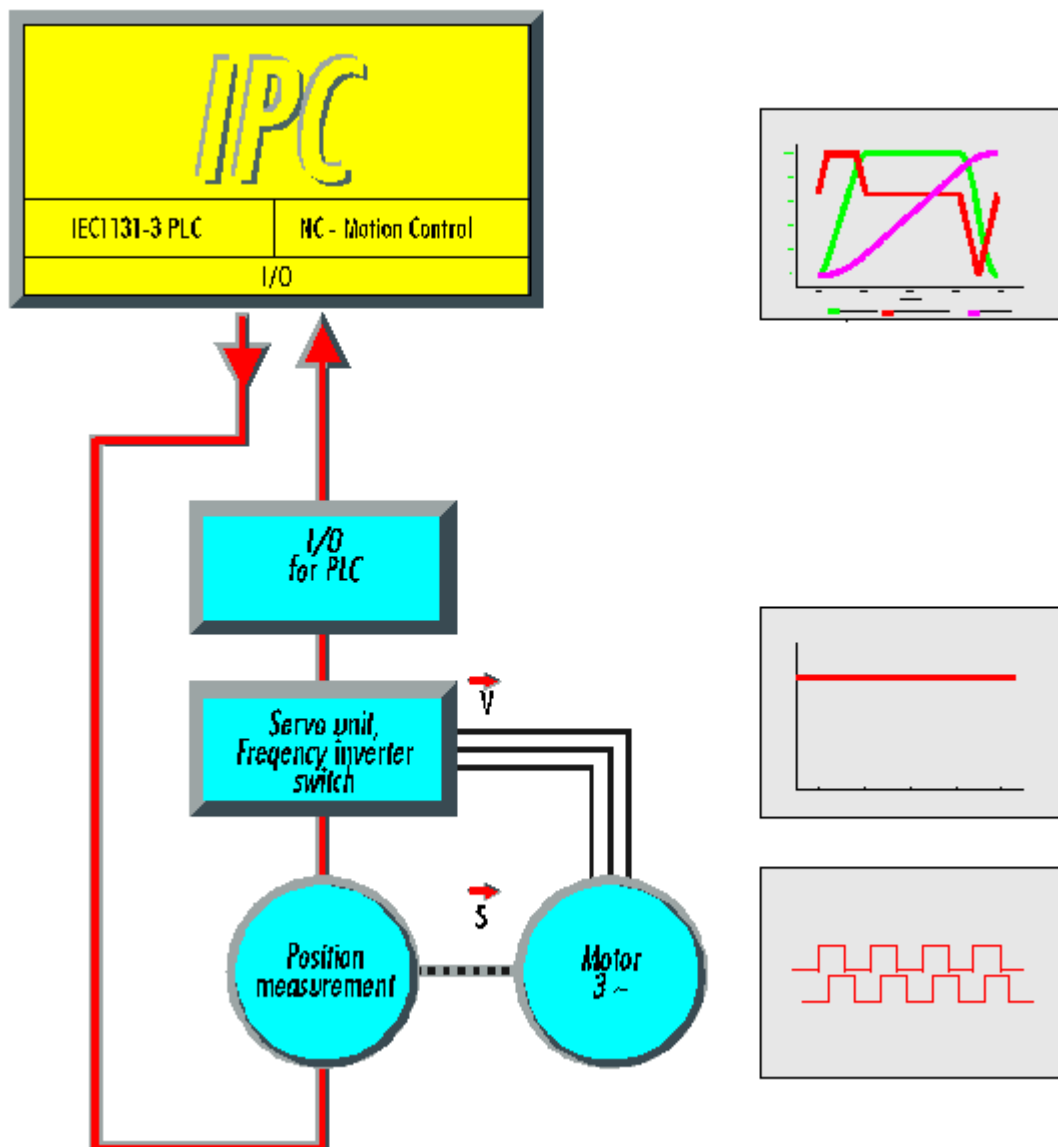 IPC
IEC1131-3 PLC
NC - Motion Control
I/O
I/O
for PLC
V
Servo unit,
Freqency inverter
switch
S
Position
measurement
Motor
3 ~